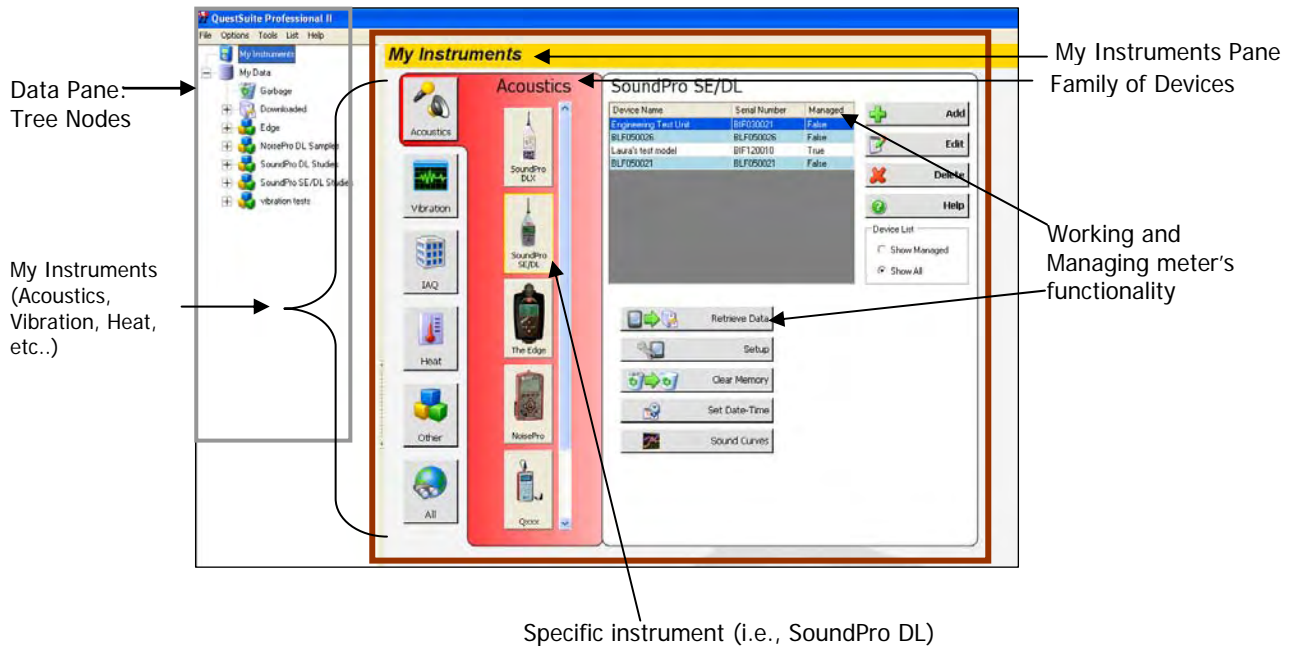 QuestSuite Professional II
File Options Tools List Help
My Instruments
My Data
Garbage
Downloaded
Edge
NoisePro DL Samples
SoundPro DL Studies
SoundPro SE/DL Studies
vibration tests
Data Pane:
Tree Nodes
My Instruments
(Acoustics,
Vibration, Heat,
etc..)
My Instruments
Acoustics
Vibration
IAQ
Heat
Other
All
Acoustics
SoundPro
DLX
SoundPro
SE/DL
The Edge
NoisePro
Qxxx
SoundPro SE/DL
Device Name Serial Number Managed
Engineering Test Unit BIF030021 False
BLF050026 BLF050026 False
Laura's test model BIF120010 True
BLF050021 BLF050021 False
Add
Edit
Delete
Help
Device List
Show Managed
Show All
Retrieve Data
Setup
Clear Memory
Set Date-Time
Sound Curves
My Instruments Pane
Family of Devices
Working and
Managing meter's
functionality
Specific instrument (i.e., SoundPro DL)